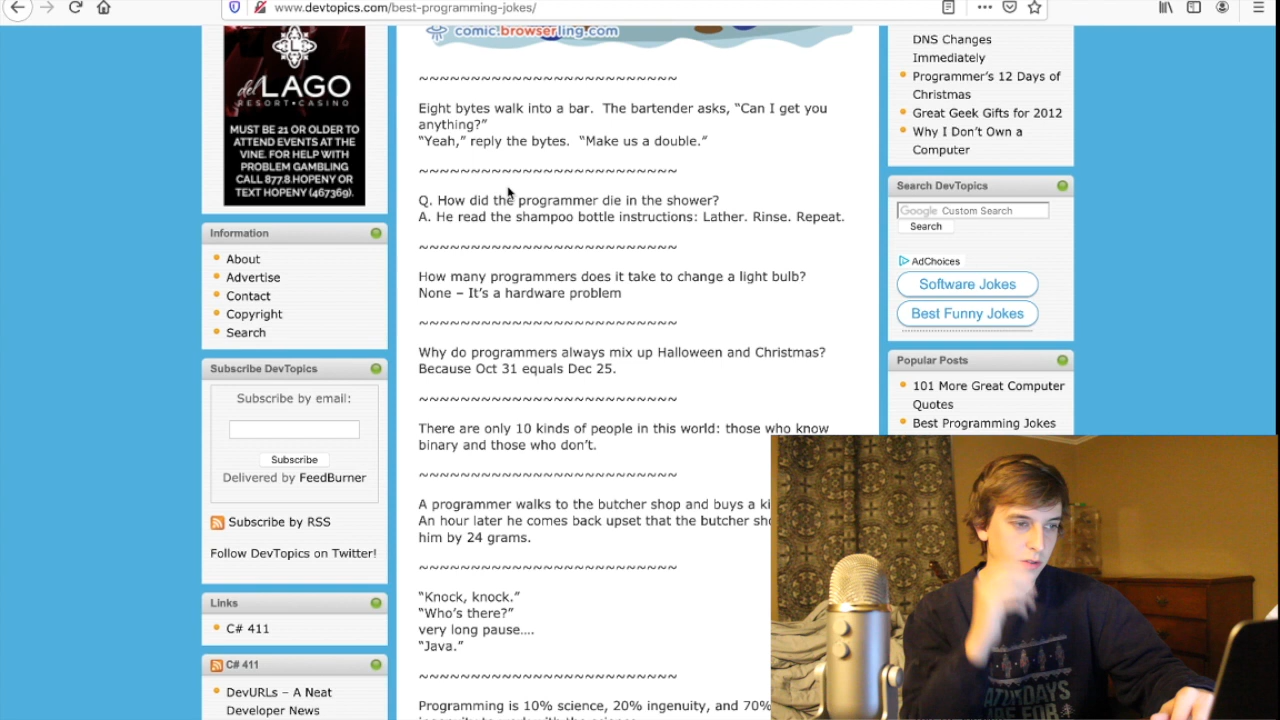 www.devtopics.com/best-programming-jokes/
comic.browserling.com
del LAGO
RESORT • CASINO
MUST BE 21 OR OLDER TO
ATTEND EVENTS AT THE
VINE. FOR HELP WITH
PROBLEM GAMBLING
CALL 877.8.HOPENY OR
TEXT HOPENY (467369).
Information
About
Advertise
Contact
Copyright
Search
Subscribe DevTopics
Subscribe by email:
Subscribe
Delivered by FeedBurner
Subscribe by RSS
Follow DevTopics on Twitter!
Links
C# 411
C# 411
DevURLs – A Neat
Developer News
~~~~~~~~~~~~~~~~~~~~~~~~~
Eight bytes walk into a bar.  The bartender asks, “Can I get you
anything?”
“Yeah,” reply the bytes.  “Make us a double.”
~~~~~~~~~~~~~~~~~~~~~~~~~
Q. How did the programmer die in the shower?
A. He read the shampoo bottle instructions: Lather. Rinse. Repeat.
~~~~~~~~~~~~~~~~~~~~~~~~~
How many programmers does it take to change a light bulb?
None – It’s a hardware problem
~~~~~~~~~~~~~~~~~~~~~~~~~
Why do programmers always mix up Halloween and Christmas?
Because Oct 31 equals Dec 25.
~~~~~~~~~~~~~~~~~~~~~~~~~
There are only 10 kinds of people in this world: those who know
binary and those who don’t.
~~~~~~~~~~~~~~~~~~~~~~~~~
A programmer walks to the butcher shop and buys a
An hour later he comes back upset that the butcher
him by 24 grams.
~~~~~~~~~~~~~~~~~~~~~~~~~
“Knock, knock.”
“Who’s there?”
very long pause….
“Java.”
~~~~~~~~~~~~~~~~~~~~~~~~~
Programming is 10% science, 20% ingenuity, and 70%
DNS Changes
Immediately
Programmer’s 12 Days of
Christmas
Great Geek Gifts for 2012
Why I Don’t Own a
Computer
Search DevTopics
Google Custom Search
Search
AdChoices
Software Jokes
Best Funny Jokes
Popular Posts
101 More Great Computer
Quotes
Best Programming Jokes